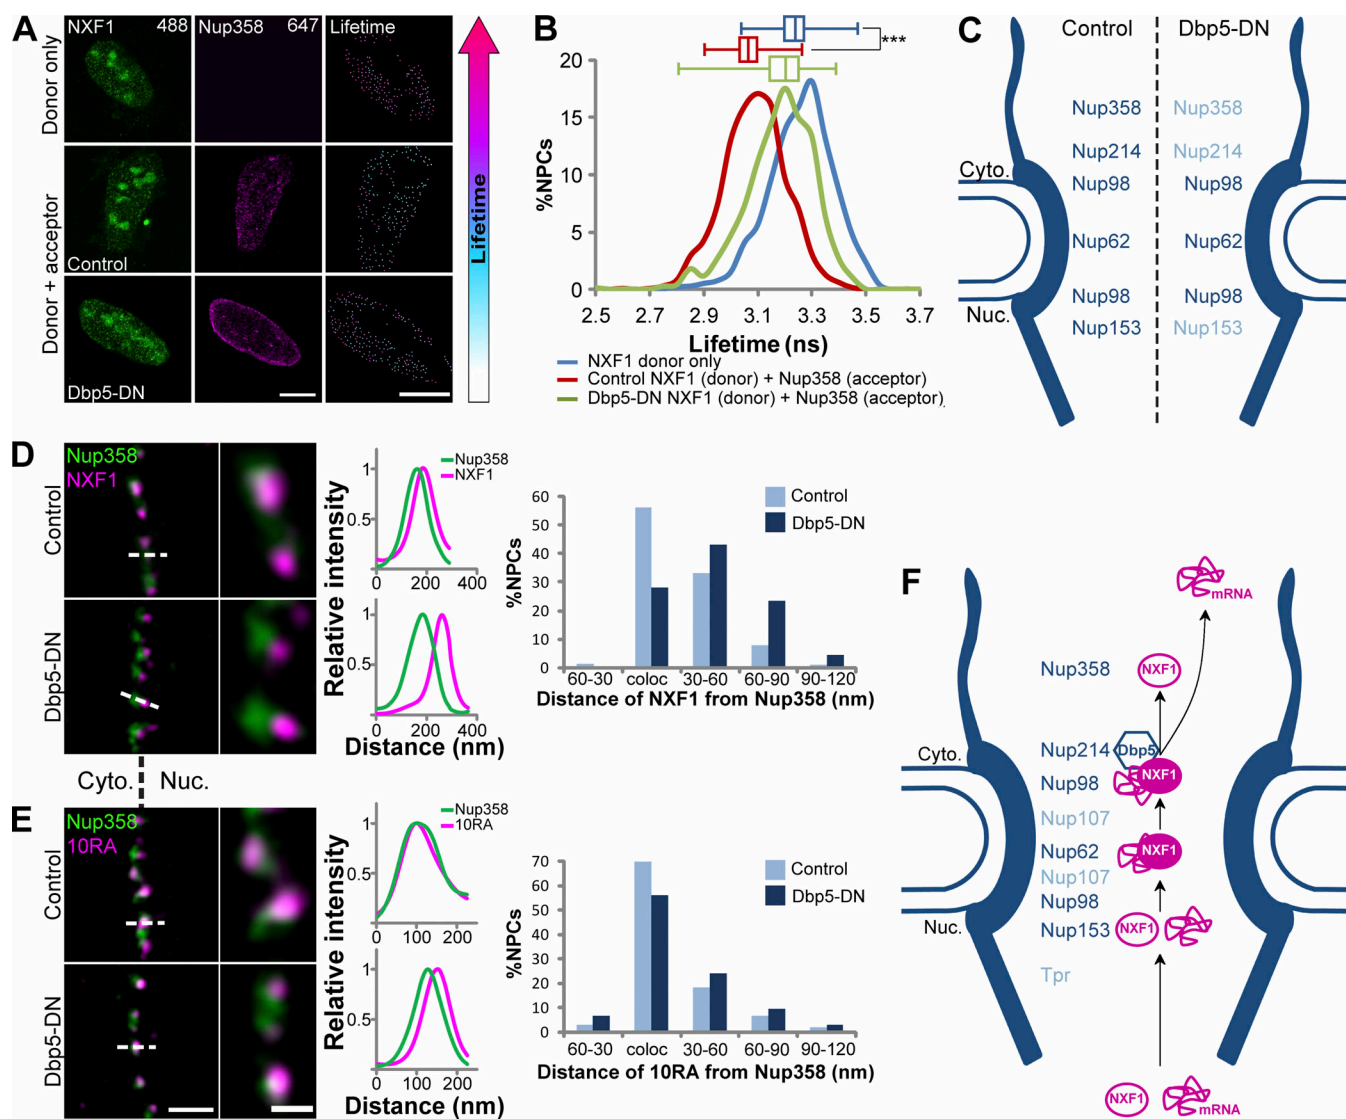 A
NXF1 488
Nup358 647
Lifetime
Donor only
Donor + acceptor
Control
Dbp5-DN
Lifetime
B
***
%NPCs
20
15
10
5
0
2.5 2.7 2.9 3.1 3.3 3.5 3.7
Lifetime (ns)
NXF1 donor only
Control NXF1 (donor) + Nup358 (acceptor)
Dbp5-DN NXF1 (donor) + Nup358 (acceptor)
C
Control Dbp5-DN
Nup358 Nup358
Nup214 Nup214
Cyto.
Nup98 Nup98
Nup62 Nup62
Nup98 Nup98
Nuc.
Nup153 Nup153
D
Nup358
NXF1
Control
Dbp5-DN
Relative intensity
1
0.5
0 200 400
Nup358
NXF1
Relative intensity
1
0.5
0 200 400
Distance (nm)
%NPCs
60
50
40
30
20
10
0
Control
Dbp5-DN
60-30 coloc 30-60 60-90 90-120
Distance of NXF1 from Nup358 (nm)
Cyto. Nuc.
E
Nup358
10RA
Control
Dbp5-DN
Relative intensity
1
0.5
0 100 200
Nup358
10RA
Relative intensity
1
0.5
0 100 200
Distance (nm)
%NPCs
70
60
50
40
30
20
10
0
Control
Dbp5-DN
60-30 coloc 30-60 60-90 90-120
Distance of 10RA from Nup358 (nm)
F
mRNA
Nup358
NXF1
Cyto.
Nup214
Dbp5
NXF1
Nup98
Nup107
Nup62
NXF1
Nup107
Nup98
Nuc.
Nup153
NXF1
Tpr
NXF1
mRNA